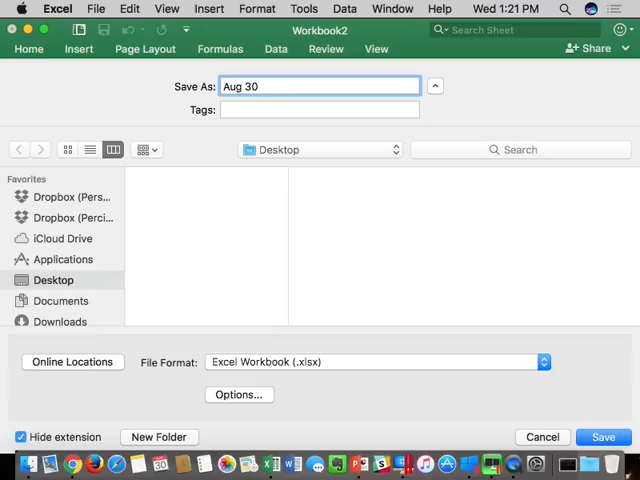 Excel File Edit View Insert Format Tools Data Window Help Wed 1:21 PM
Workbook2
Search Sheet
Home Insert Page Layout Formulas Data Review View Share
Save As: Aug 30
Tags:
Desktop
Search
Favorites
Dropbox (Pers...
Dropbox (Perci...
iCloud Drive
Applications
Desktop
Documents
Downloads
Online Locations
File Format: Excel Workbook (.xlsx)
Options...
Hide extension
New Folder
Cancel
Save
30